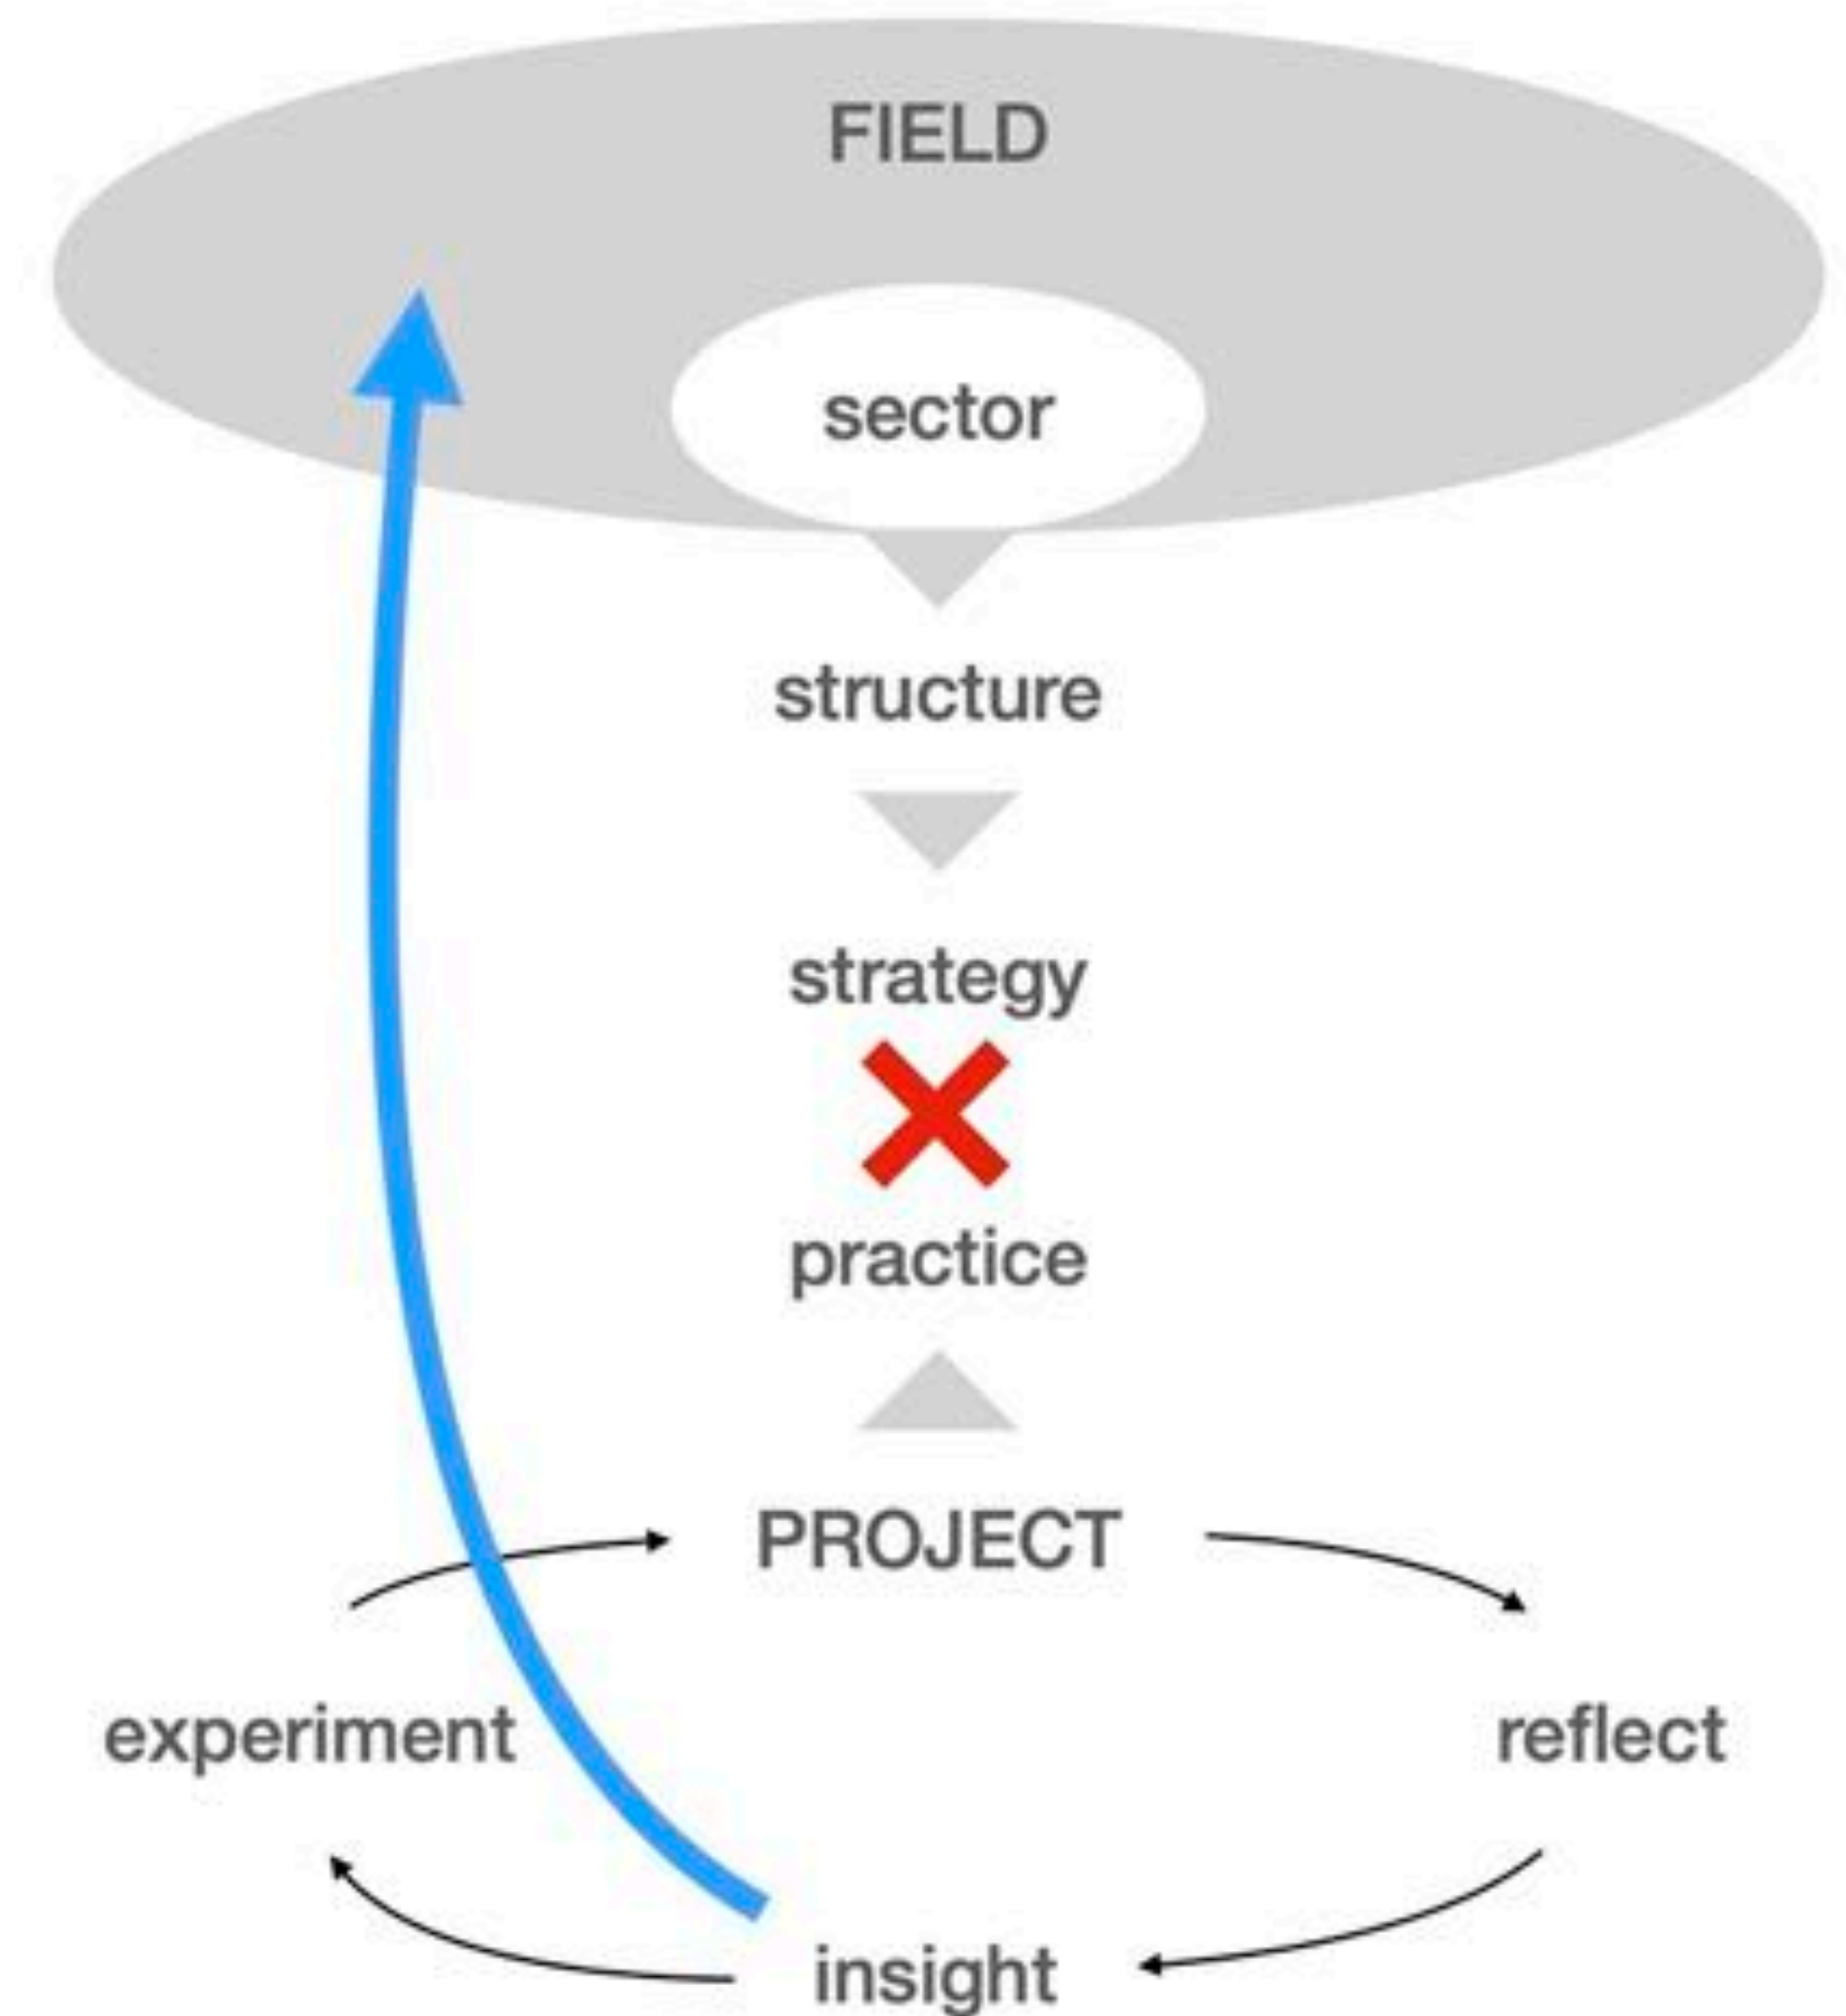 FIELD
sector
structure
strategy
practice
PROJECT
experiment
reflect
insight